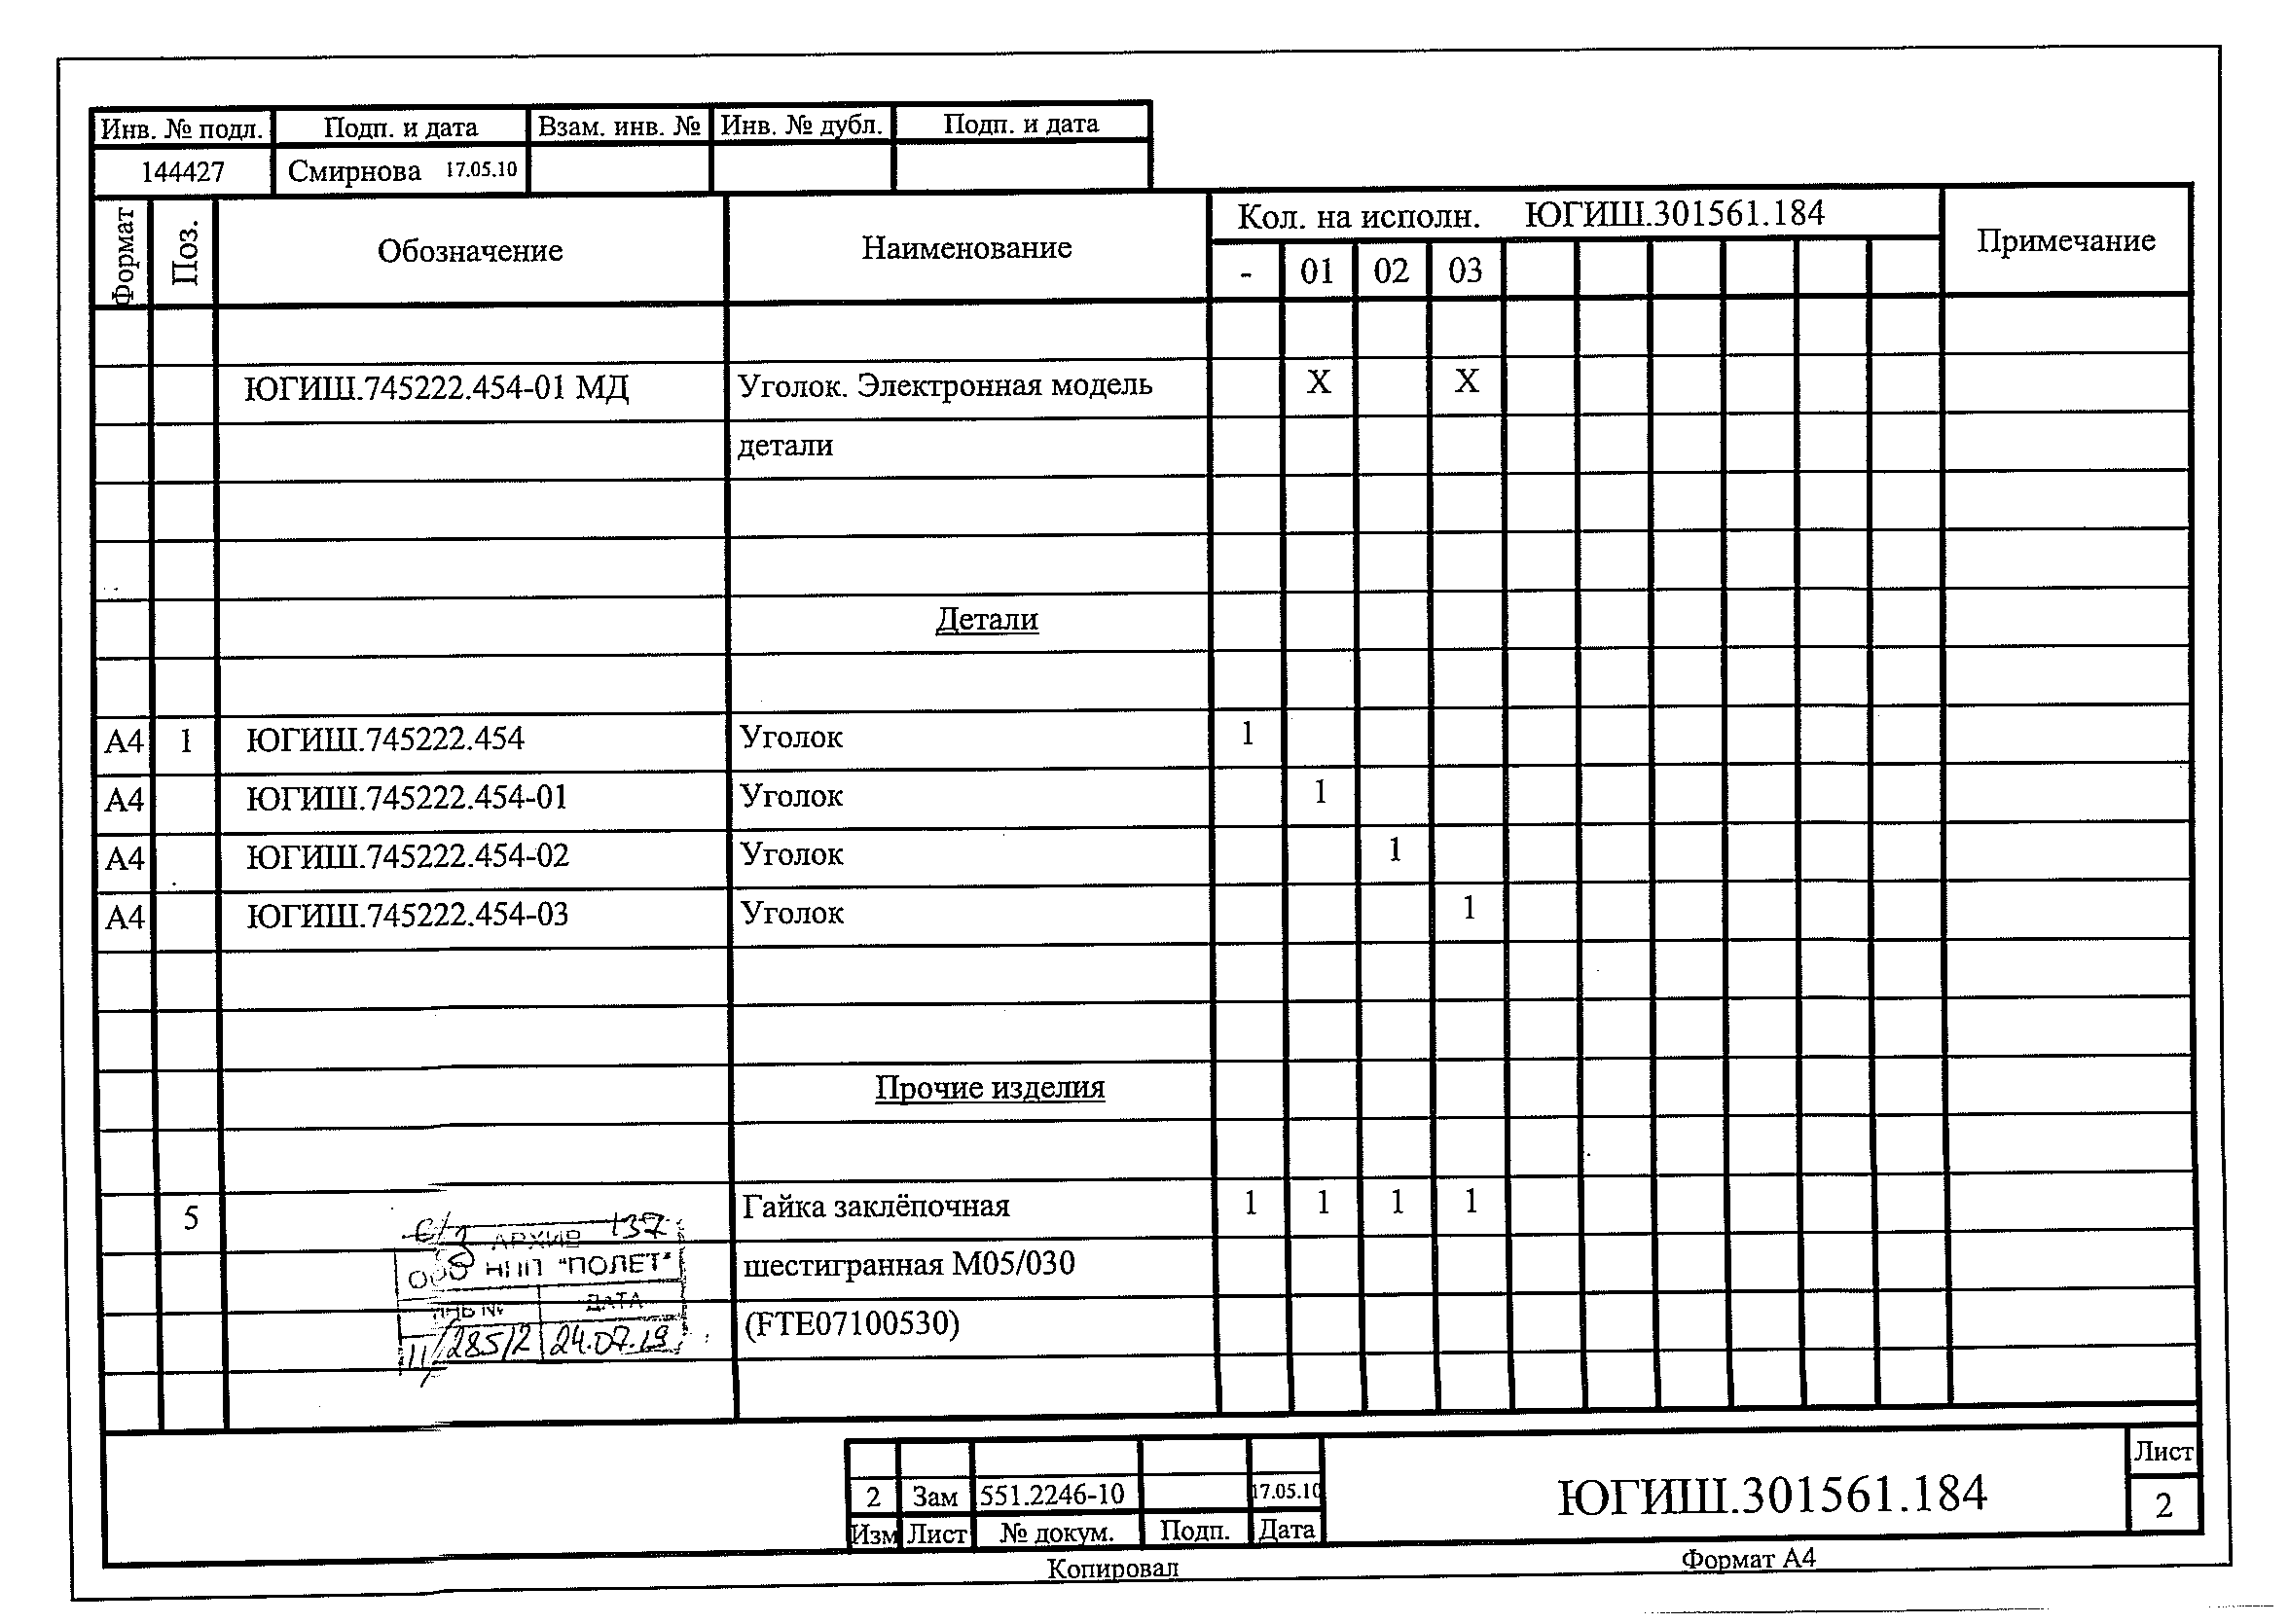 Инв. № подл. Подп. и дата Взам. инв. № Инв. № дубл. Подп. и дата
144427 Смирнова 17.05.10
Формат Поз. Обозначение Наименование Кол. на исполн. ЮГИШ.301561.184 Примечание
- 01 02 03
ЮГИШ.745222.454-01 МД Уголок. Электронная модель X X
детали
Детали
А4 1 ЮГИШ.745222.454 Уголок 1
А4 ЮГИШ.745222.454-01 Уголок 1
А4 ЮГИШ.745222.454-02 Уголок 1
А4 ЮГИШ.745222.454-03 Уголок 1
Прочие изделия
5 Гайка заклёпочная 1 1 1 1
шестигранная М05/030
(FTE07100530)
АРХИВ 137
ООО НПП "ПОЛЕТ"
ИНВ № ДАТА
11/285/2 24.07.19
2 Зам 551.2246-10 17.05.10
Изм Лист № докум. Подп. Дата
ЮГИШ.301561.184
Лист
2
Копировал Формат А4